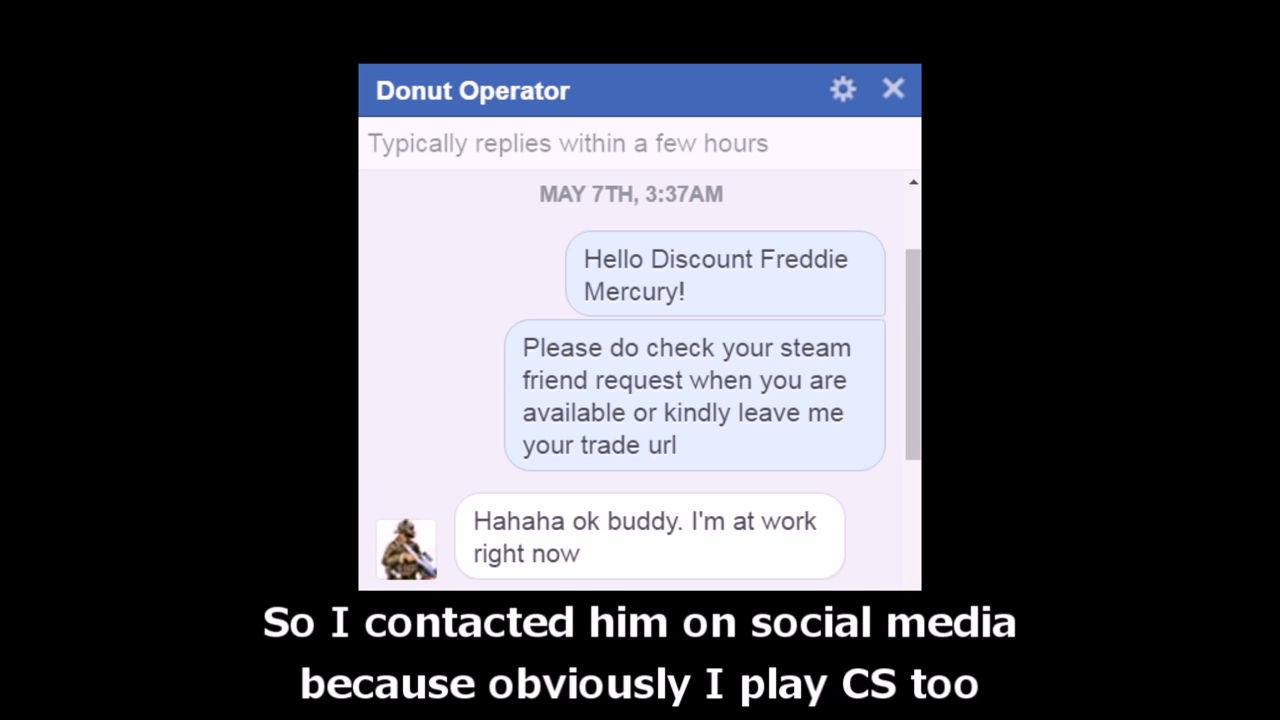 Donut Operator
Typically replies within a few hours
MAY 7TH, 3:37AM
Hello Discount Freddie
Mercury!
Please do check your steam
friend request when you are
available or kindly leave me
your trade url
Hahaha ok buddy. I'm at work
right now
So I contacted him on social media
because obviously I play CS too